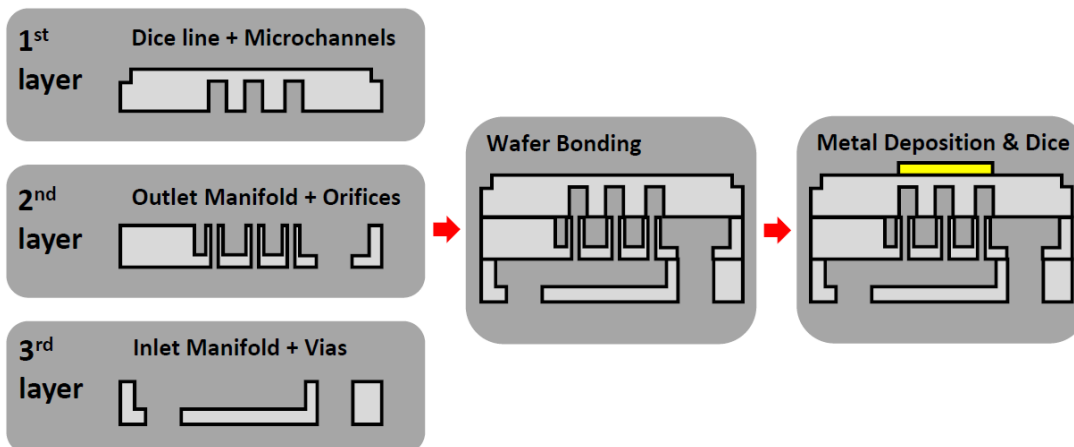 1st
layer
Dice line + Microchannels
2nd
layer
Outlet Manifold + Orifices
3rd
layer
Inlet Manifold + Vias
Wafer Bonding
Metal Deposition & Dice